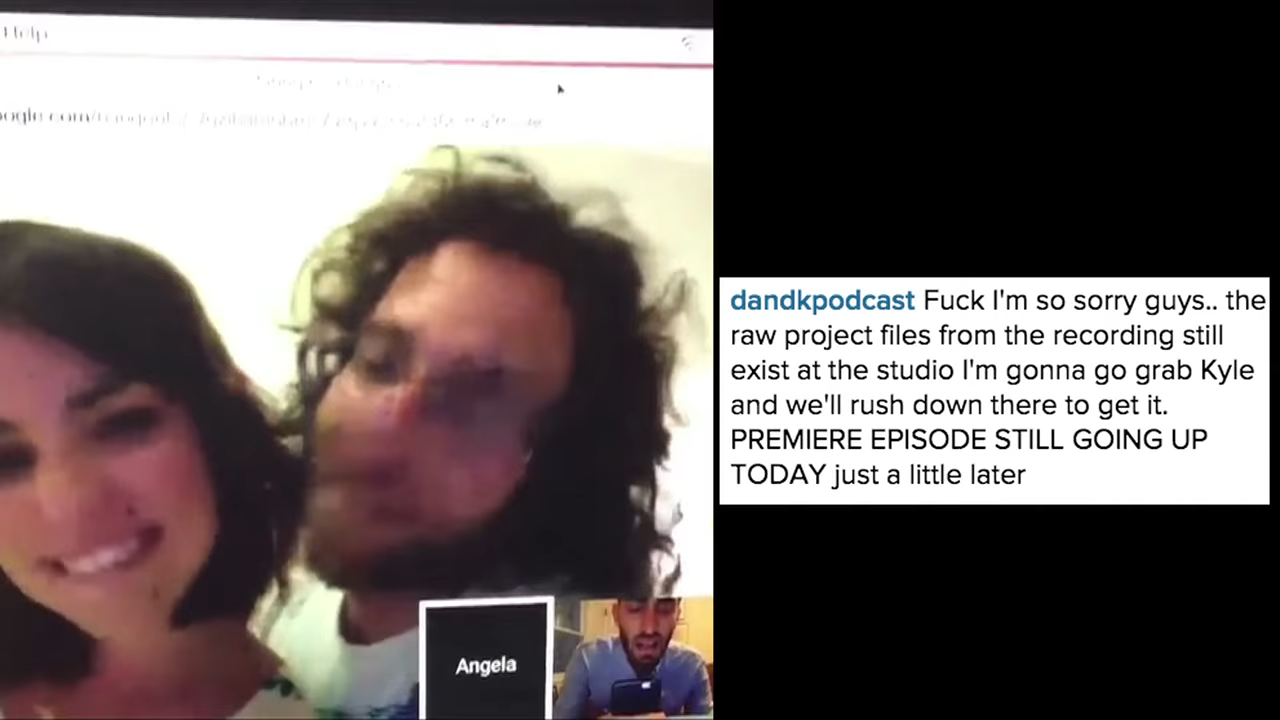 Help
dandkpodcast Fuck I'm so sorry guys.. the
raw project files from the recording still
exist at the studio I'm gonna go grab Kyle
and we'll rush down there to get it.
PREMIERE EPISODE STILL GOING UP
TODAY just a little later
Angela